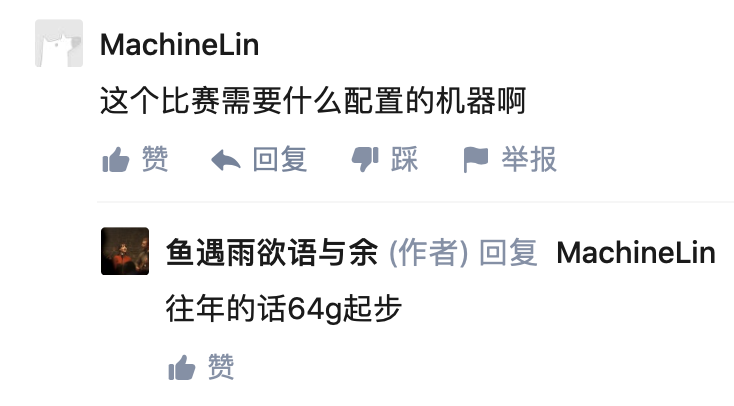 MachineLin
这个比赛需要什么配置的机器啊
赞 回复 踩 举报
鱼遇雨欲语与余 (作者) 回复 MachineLin
往年的话64g起步
赞